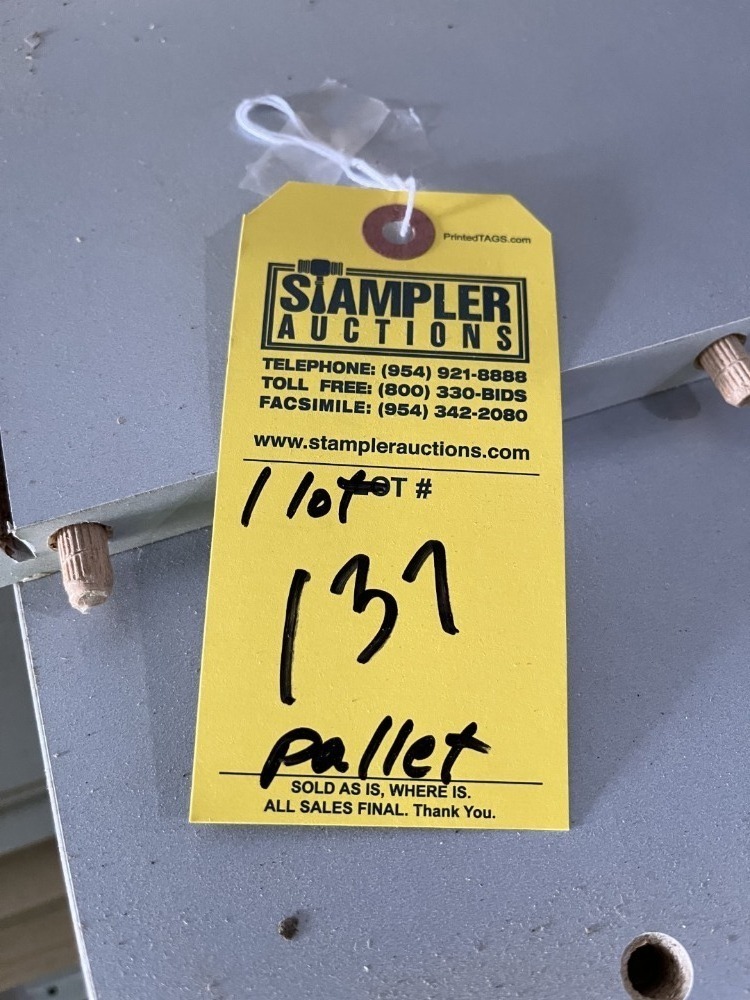 PrintedTAGS.com
STAMPLER
AUCTIONS
TELEPHONE: (954) 921-8888
TOLL FREE: (800) 330-BIDS
FACSIMILE: (954) 342-2080
www.stamplerauctions.com
1 lot LOT #
137
pallet
SOLD AS IS, WHERE IS.
ALL SALES FINAL. Thank You.